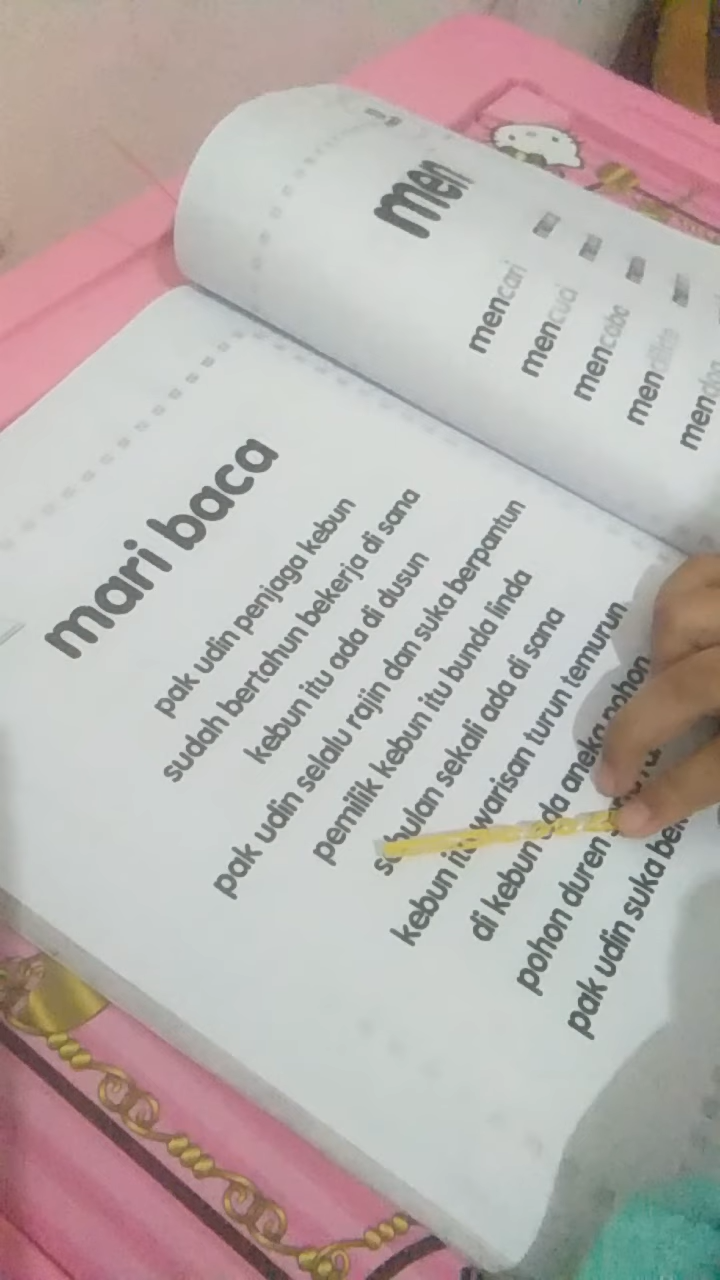 men
mencari
mencuci
mencoba
men
men
mari baca
pak udin penjaga kebun
sudah bertahun bekerja di sana
kebun itu ada di dusun
pak udin selalu rajin dan suka berpantun
pemilik kebun itu bunda linda
sebulan sekali ada di sana
kebun itu warisan turun temurun
di kebun ada aneka pohon
pohon duren
pak udin suka